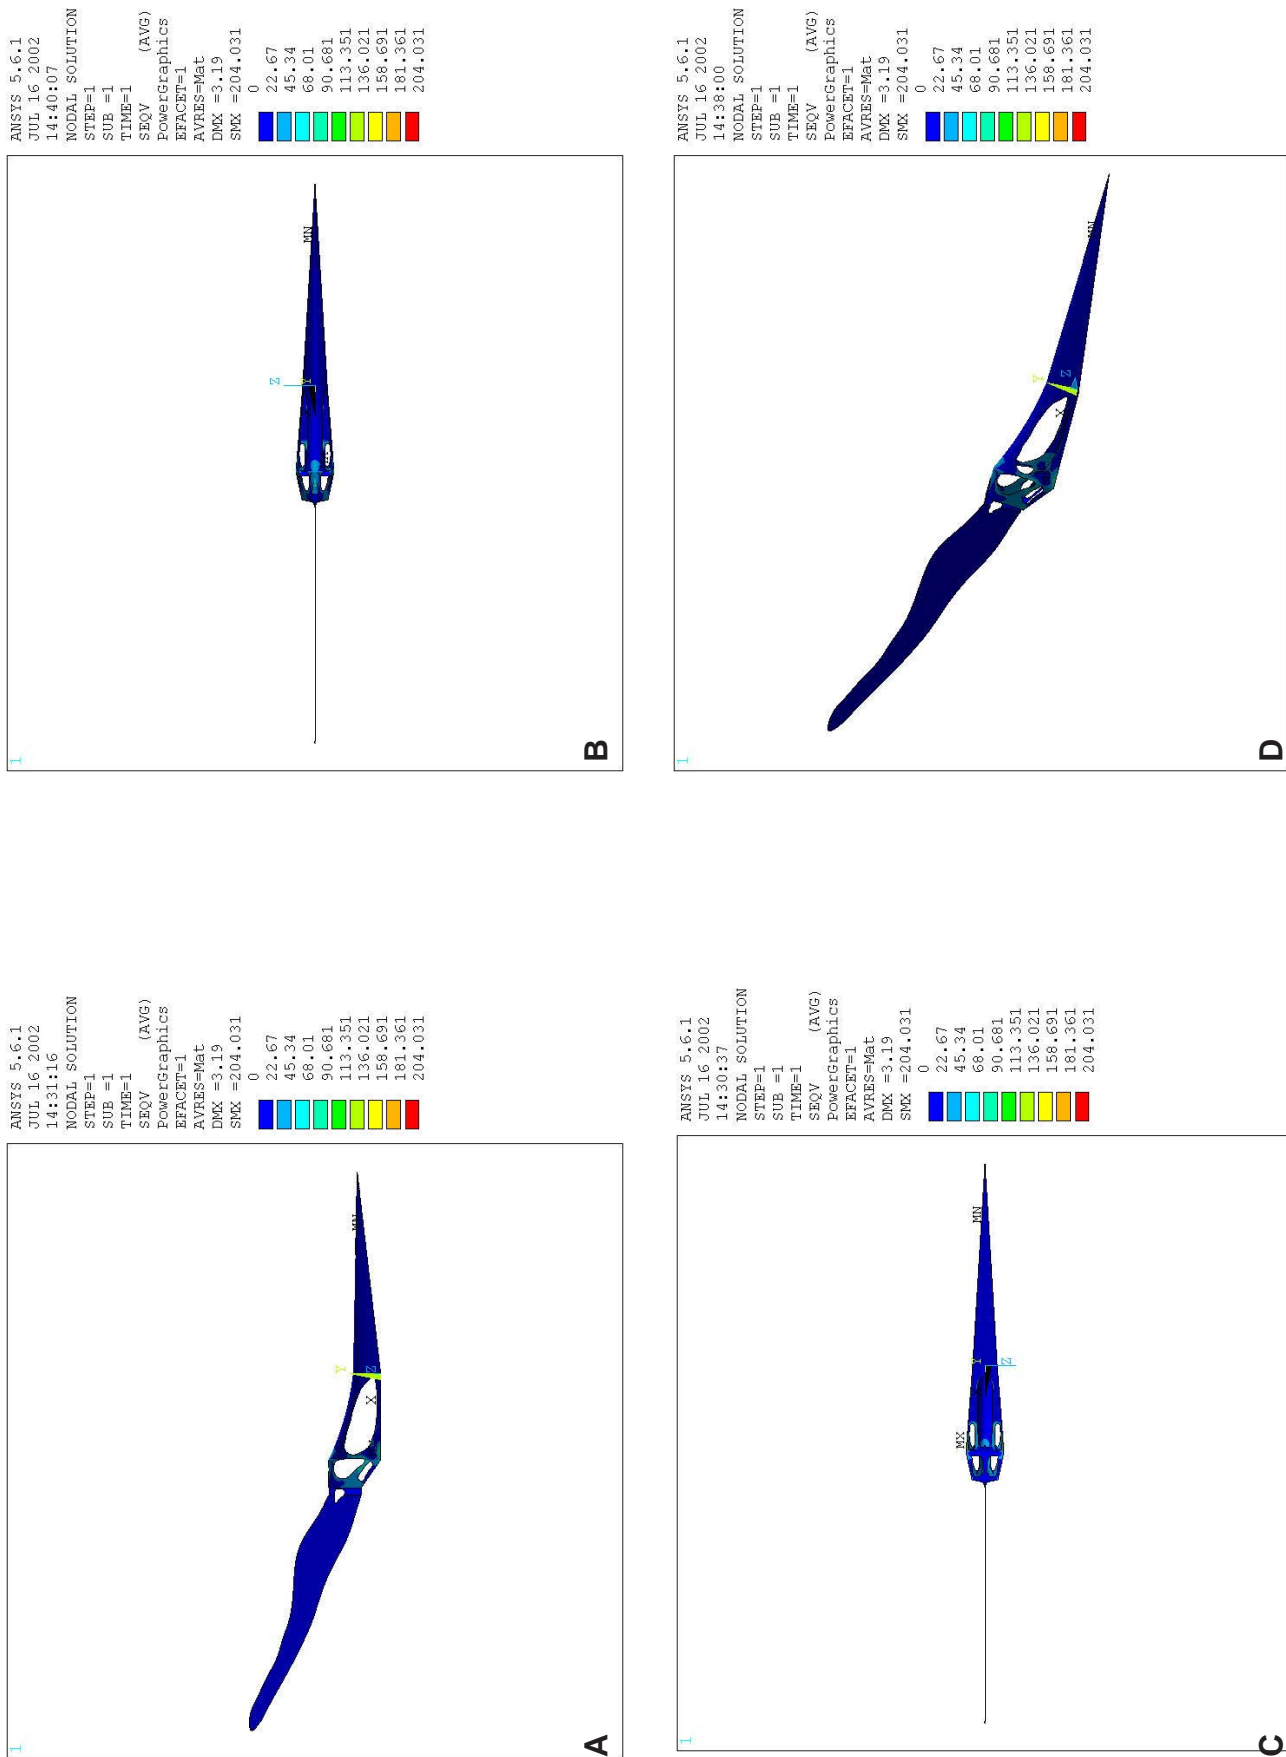 1
ANSYS 5.6.1
JUL 16 2002
14:31:16
NODAL SOLUTION
STEP=1
SUB =1
TIME=1
SEQV (AVG)
PowerGraphics
EFACET=1
AVRES=Mat
DMX =3.19
SMX =204.031
0
22.67
45.34
68.01
90.681
113.351
136.021
158.691
181.361
204.031
MN
Y
Z
X
A
1
ANSYS 5.6.1
JUL 16 2002
14:40:07
NODAL SOLUTION
STEP=1
SUB =1
TIME=1
SEQV (AVG)
PowerGraphics
EFACET=1
AVRES=Mat
DMX =3.19
SMX =204.031
0
22.67
45.34
68.01
90.681
113.351
136.021
158.691
181.361
204.031
MN
Z
Y
B
1
ANSYS 5.6.1
JUL 16 2002
14:30:37
NODAL SOLUTION
STEP=1
SUB =1
TIME=1
SEQV (AVG)
PowerGraphics
EFACET=1
AVRES=Mat
DMX =3.19
SMX =204.031
0
22.67
45.34
68.01
90.681
113.351
136.021
158.691
181.361
204.031
MN
MX
Y
Z
C
1
ANSYS 5.6.1
JUL 16 2002
14:38:00
NODAL SOLUTION
STEP=1
SUB =1
TIME=1
SEQV (AVG)
PowerGraphics
EFACET=1
AVRES=Mat
DMX =3.19
SMX =204.031
0
22.67
45.34
68.01
90.681
113.351
136.021
158.691
181.361
204.031
MN
Y
Z
X
D